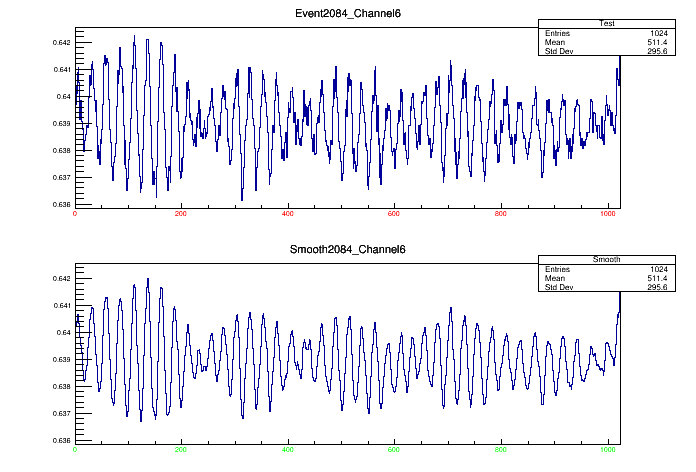 Event2084_Channel6
Test
Entries 1024
Mean 511.4
Std Dev 295.6
0.642
0.641
0.64
0.639
0.638
0.637
0.636
0 200 400 600 800 1000
Smooth2084_Channel6
Smooth
Entries 1024
Mean 511.4
Std Dev 295.6
0.642
0.641
0.64
0.639
0.638
0.637
0.636
0 200 400 600 800 1000